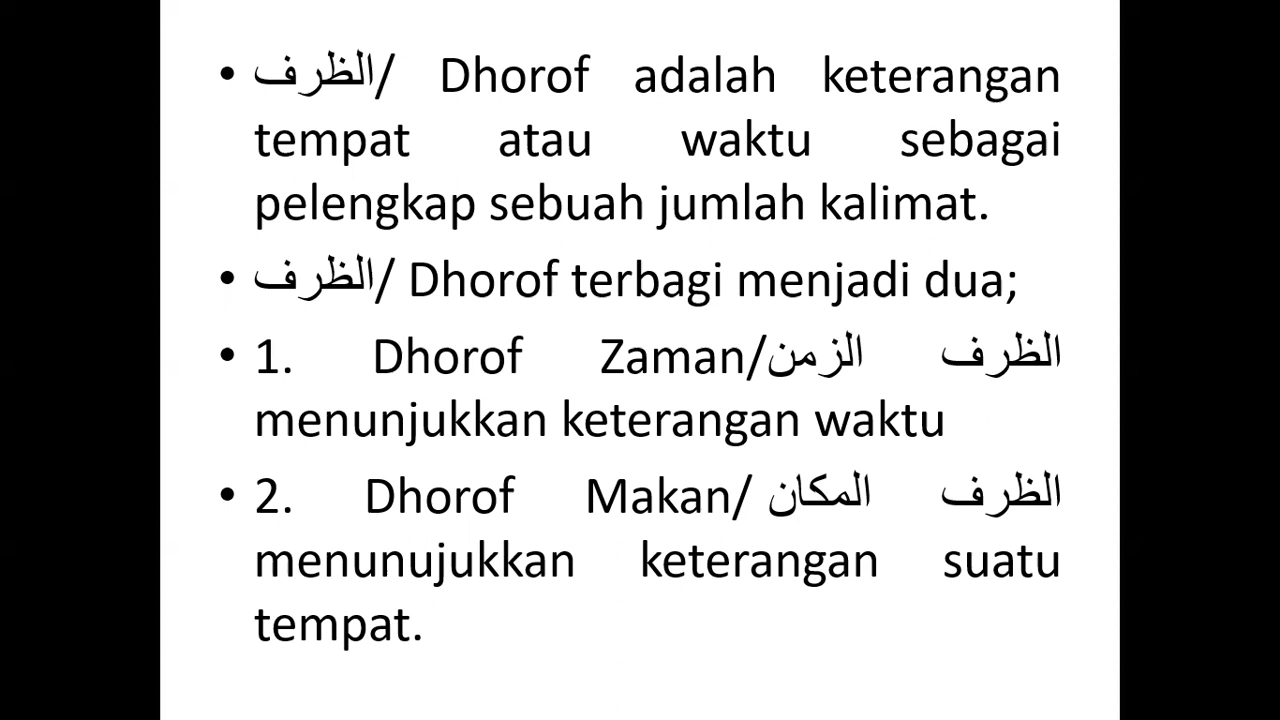 • الظرف/ Dhorof adalah keterangan
tempat atau waktu sebagai
pelengkap sebuah jumlah kalimat.
• الظرف/ Dhorof terbagi menjadi dua;
• 1. Dhorof Zaman/الظرف الزمن
menunjukkan keterangan waktu
• 2. Dhorof Makan/ الظرف المكان
menunujukkan keterangan suatu
tempat.